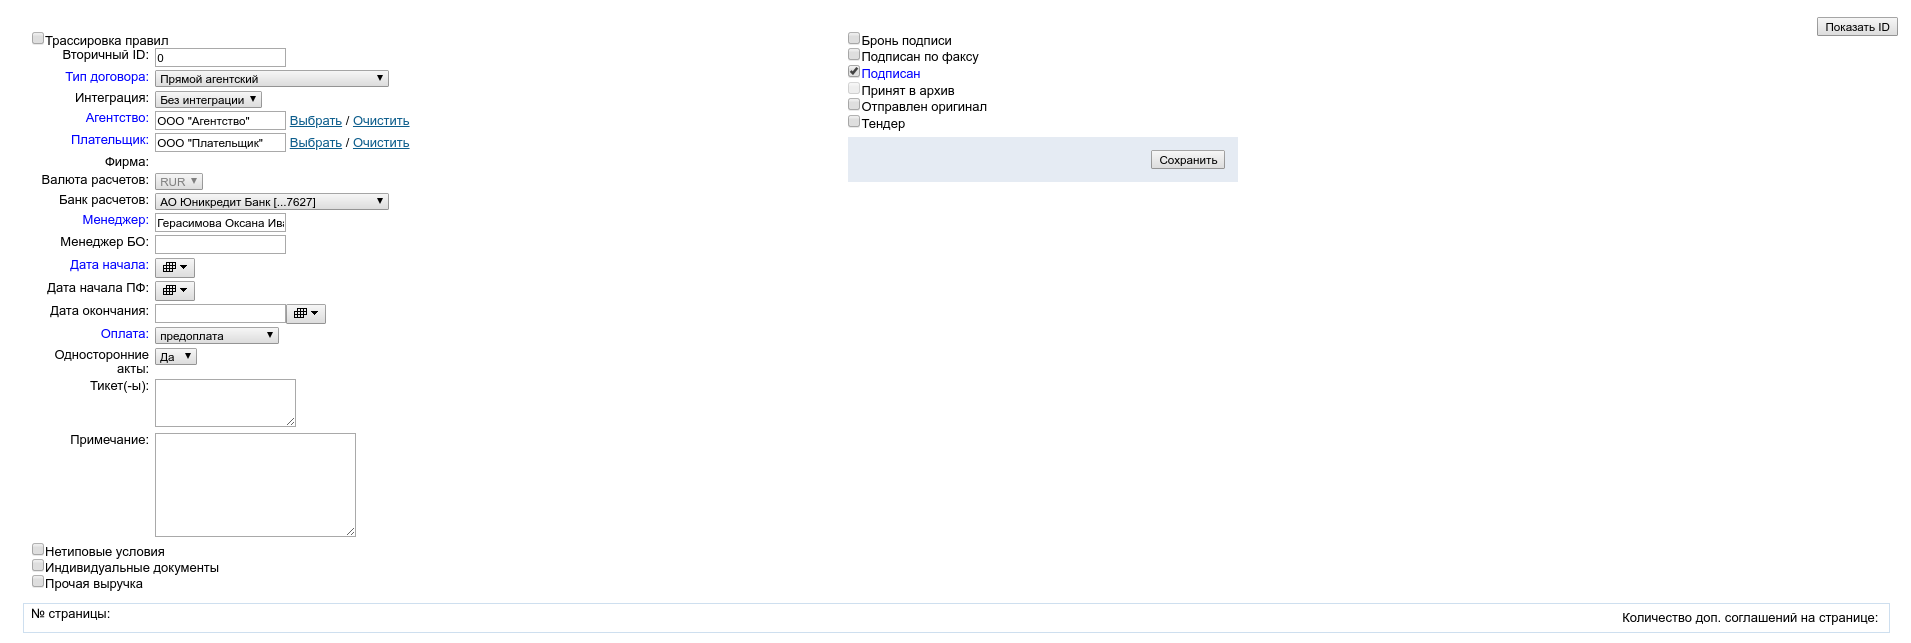 Показать ID
Трассировка правил
Вторичный ID: 0
Тип договора: Прямой агентский
Интеграция: Без интеграции
Агентство: ООО "Агентство" Выбрать / Очистить
Плательщик: ООО "Плательщик" Выбрать / Очистить
Фирма:
Валюта расчетов: RUR
Банк расчетов: АО Юникредит Банк [...7627]
Менеджер: Герасимова Оксана Ива
Менеджер БО:
Дата начала:
Дата начала ПФ:
Дата окончания:
Оплата: предоплата
Односторонние
акты: Да
Тикет(-ы):
Примечание:
Нетиповые условия
Индивидуальные документы
Прочая выручка
Бронь подписи
Подписан по факсу
Подписан
Принят в архив
Отправлен оригинал
Тендер
Сохранить
№ страницы:
Количество доп. соглашений на странице: